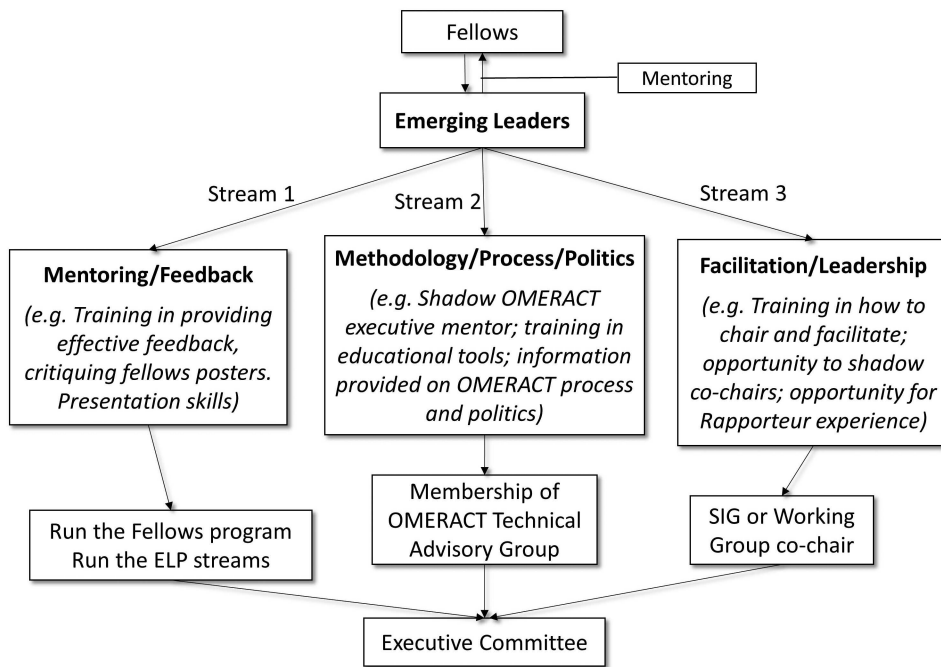 Fellows
Mentoring
Emerging Leaders
Stream 1
Stream 2
Stream 3
Mentoring/Feedback
(e.g. Training in providing
effective feedback,
critiquing fellows posters.
Presentation skills)
Methodology/Process/Politics
(e.g. Shadow OMERACT
executive mentor; training in
educational tools; information
provided on OMERACT process
and politics)
Facilitation/Leadership
(e.g. Training in how to
chair and facilitate;
opportunity to shadow
co-chairs; opportunity for
Rapporteur experience)
Run the Fellows program
Run the ELP streams
Membership of
OMERACT Technical
Advisory Group
SIG or Working
Group co-chair
Executive Committee